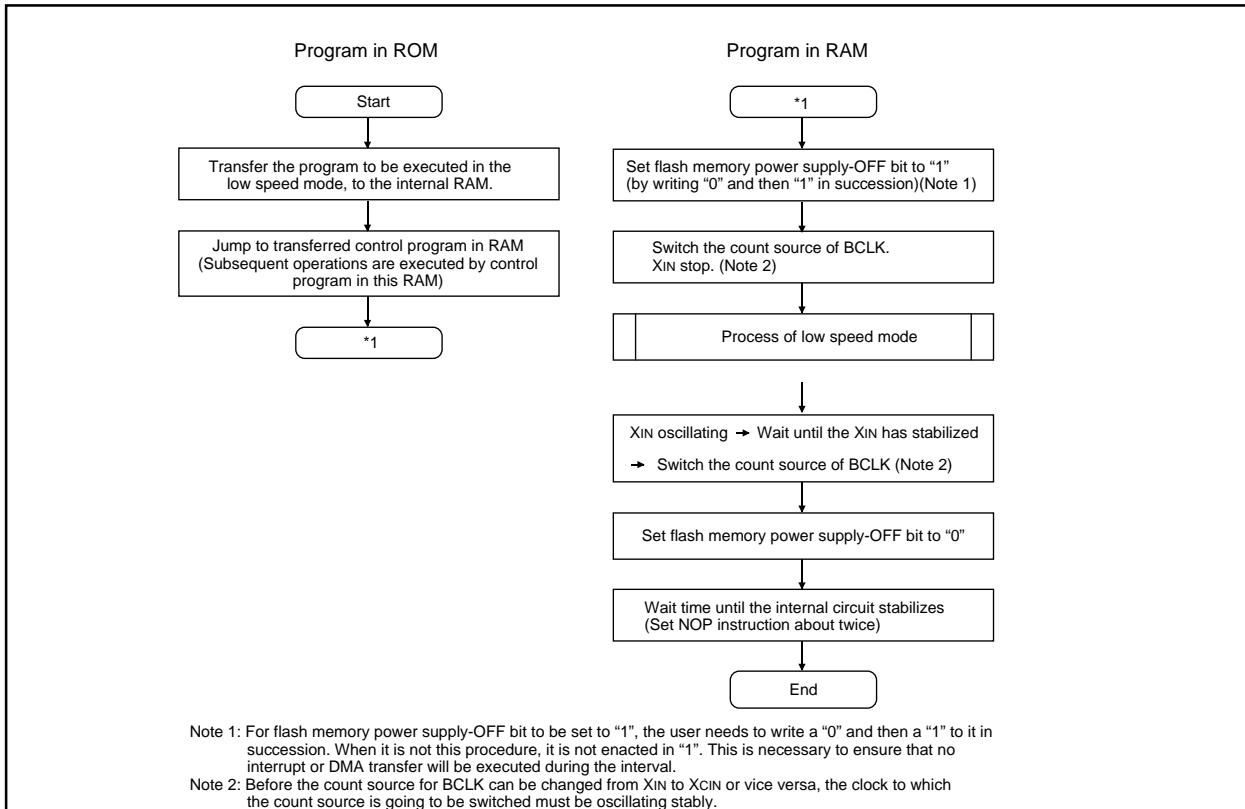 Program in ROM
Start
Transfer the program to be executed in the
low speed mode, to the internal RAM.
Jump to transferred control program in RAM
(Subsequent operations are executed by control
program in this RAM)
*1
Program in RAM
*1
Set flash memory power supply-OFF bit to “1”
(by writing “0” and then “1” in succession)(Note 1)
Switch the count source of BCLK.
XIN stop. (Note 2)
Process of low speed mode
XIN oscillating → Wait until the XIN has stabilized
→ Switch the count source of BCLK (Note 2)
Set flash memory power supply-OFF bit to “0”
Wait time until the internal circuit stabilizes
(Set NOP instruction about twice)
End
Note 1: For flash memory power supply-OFF bit to be set to “1”, the user needs to write a “0” and then a “1” to it in
succession. When it is not this procedure, it is not enacted in “1”. This is necessary to ensure that no
interrupt or DMA transfer will be executed during the interval.
Note 2: Before the count source for BCLK can be changed from XIN to XCIN or vice versa, the clock to which
the count source is going to be switched must be oscillating stably.